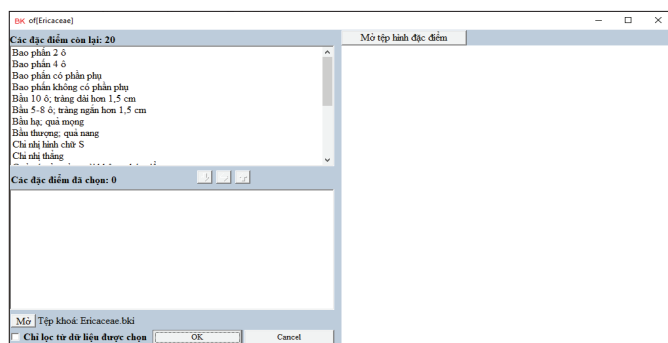 BK of[Ericaceae]
Các đặc điểm còn lại: 20
Mở tệp hình đặc điểm
Bao phấn 2 ô
Bao phấn 4 ô
Bao phấn có phần phụ
Bao phấn không có phần phụ
Bầu 10 ô; tràng dài hơn 1,5 cm
Bầu 5-8 ô; tràng ngắn hơn 1,5 cm
Bầu hạ; quả mọng
Bầu thượng; quả nang
Chỉ nhị hình chữ S
Chỉ nhị thẳng
Các đặc điểm đã chọn: 0
Mở Tệp khoá: Ericaceae.bki
Chỉ lọc từ dữ liệu được chọn
OK
Cancel